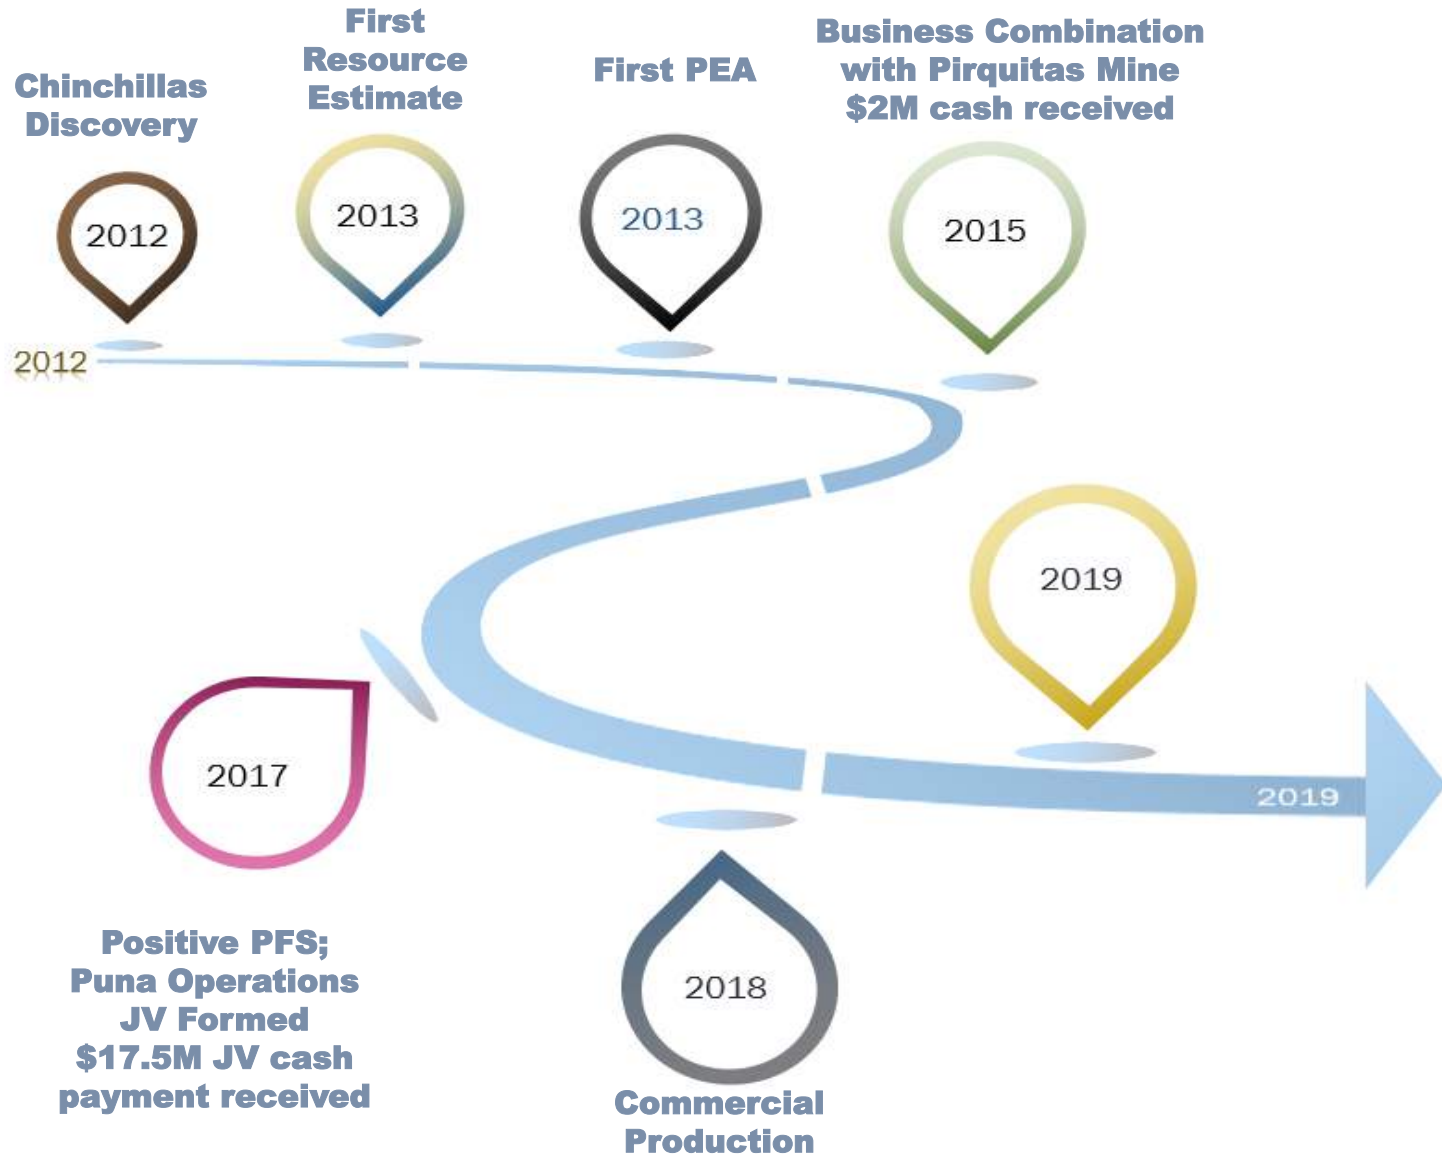 Chinchillas
Discovery
2012
First
Resource
Estimate
2013
First PEA
2013
Business Combination
with Pirquitas Mine
$2M cash received
2015
2012
2019
2019
2017
Positive PFS;
Puna Operations
JV Formed
$17.5M JV cash
payment received
2018
Commercial
Production